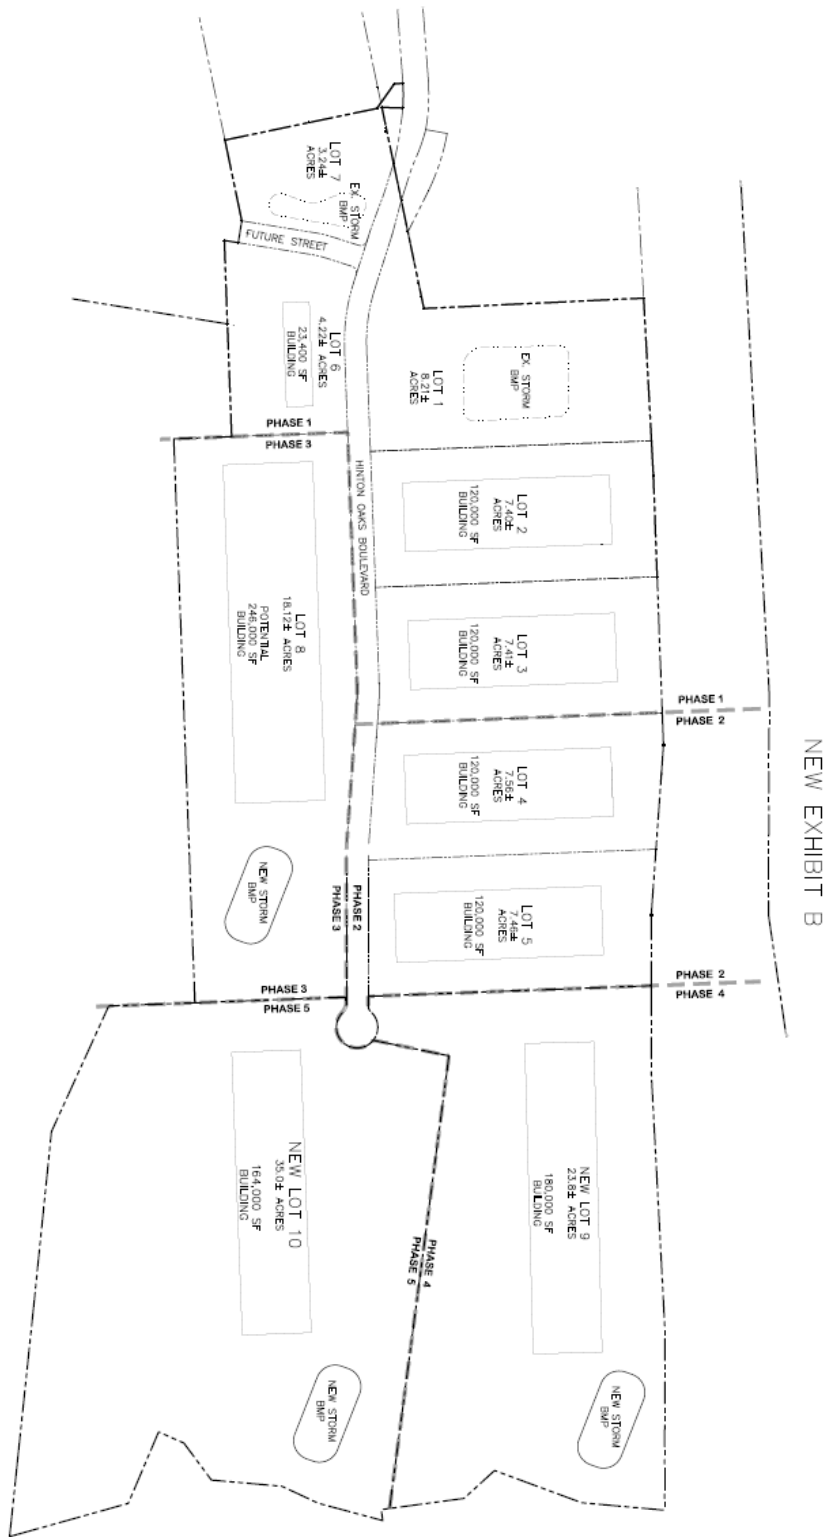 NEW EXHIBIT B
LOT 7
3.24± 
ACRES
EX. STORM
BMP
FUTURE STREET
LOT 6
4.22± ACRES
23,400 SF
BUILDING
LOT 1
8.21±
ACRES
EX. STORM
BMP
PHASE 1
PHASE 3
HINTON OAKS BOULEVARD
LOT 2
7.40±
ACRES
120,000 SF
BUILDING
LOT 8
18.12± ACRES
POTENTIAL
246,000 SF
BUILDING
LOT 3
7.41±
ACRES
120,000 SF
BUILDING
PHASE 1
PHASE 2
LOT 4
7.56±
ACRES
120,000 SF
BUILDING
NEW STORM
BMP
PHASE 2
PHASE 3
LOT 5
7.46±
ACRES
120,000 SF
BUILDING
PHASE 2
PHASE 4
PHASE 3
PHASE 5
NEW LOT 10
35.0± ACRES
164,000 SF
BUILDING
NEW LOT 9
23.8± ACRES
180,000 SF
BUILDING
PHASE 4
PHASE 5
NEW STORM
BMP
NEW STORM
BMP